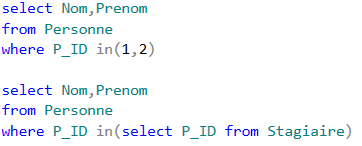 select Nom,Prenom
from Personne
where P_ID in(1,2)

select Nom,Prenom
from Personne
where P_ID in(select P_ID from Stagiaire)